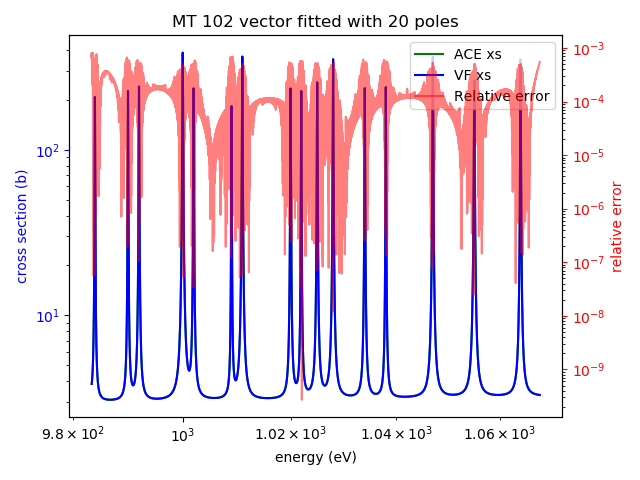 MT 102 vector fitted with 20 poles
ACE xs
VF xs
Relative error
cross section (b)
10²
10¹
relative error
10⁻³
10⁻⁴
10⁻⁵
10⁻⁶
10⁻⁷
10⁻⁸
10⁻⁹
9.8 × 10²
10³
1.02 × 10³
1.04 × 10³
1.06 × 10³
energy (eV)